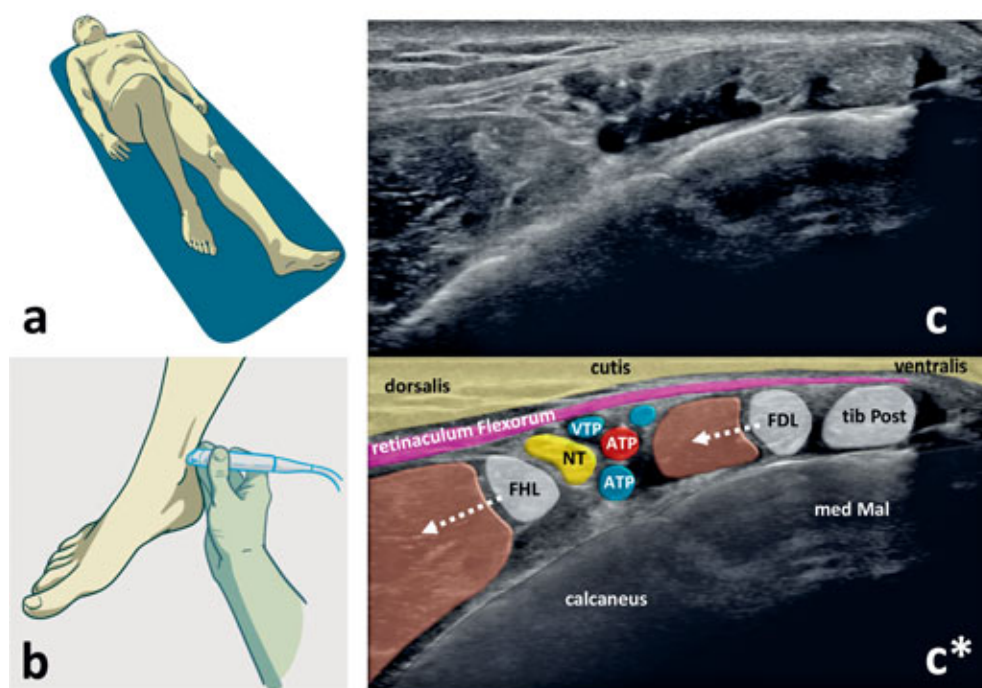 a
c
b
cutis
dorsalis
ventralis
retinaculum Flexorum
VTP
ATP
FDL
tib Post
NT
FHL
ATP
med Mal
calcaneus
c*